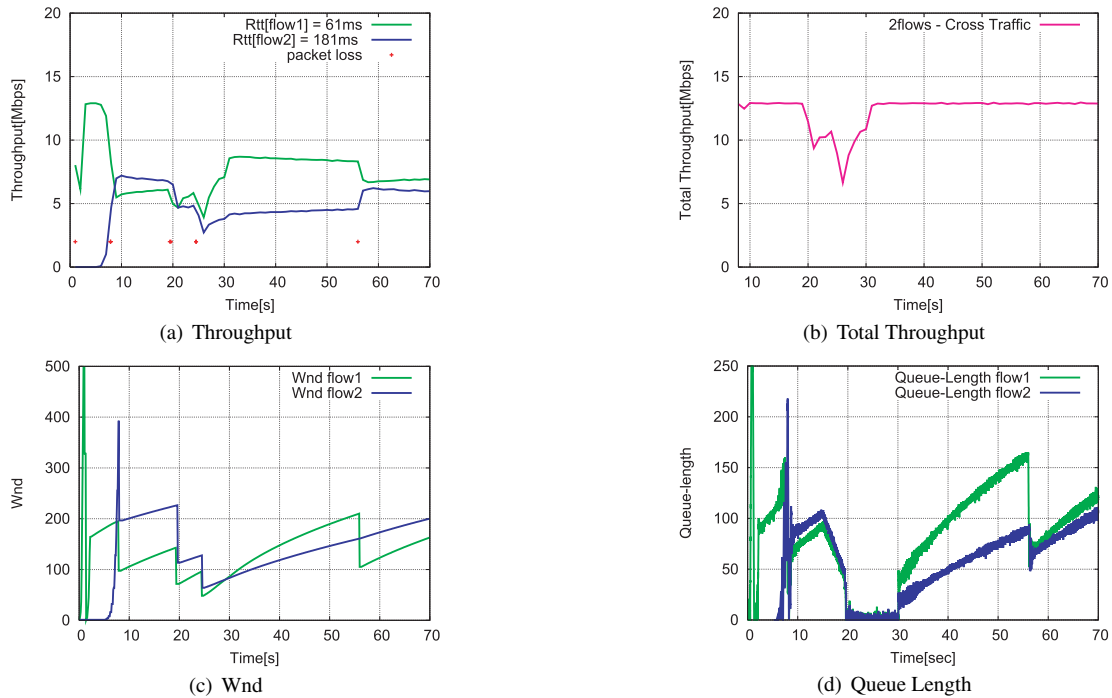 Rtt[flow1] = 61ms
Rtt[flow2] = 181ms
packet loss
Throughput[Mbps]
20
15
10
5
0
0 10 20 30 40 50 60 70
Time[s]
(a) Throughput
2flows - Cross Traffic
Total Throughput[Mbps]
20
15
10
5
0
10 20 30 40 50 60 70
Time[s]
(b) Total Throughput
Wnd flow1
Wnd flow2
Wnd
500
400
300
200
100
0
0 10 20 30 40 50 60 70
Time[s]
(c) Wnd
Queue-Length flow1
Queue-Length flow2
Queue-length
250
200
150
100
50
0
0 10 20 30 40 50 60 70
Time[sec]
(d) Queue Length